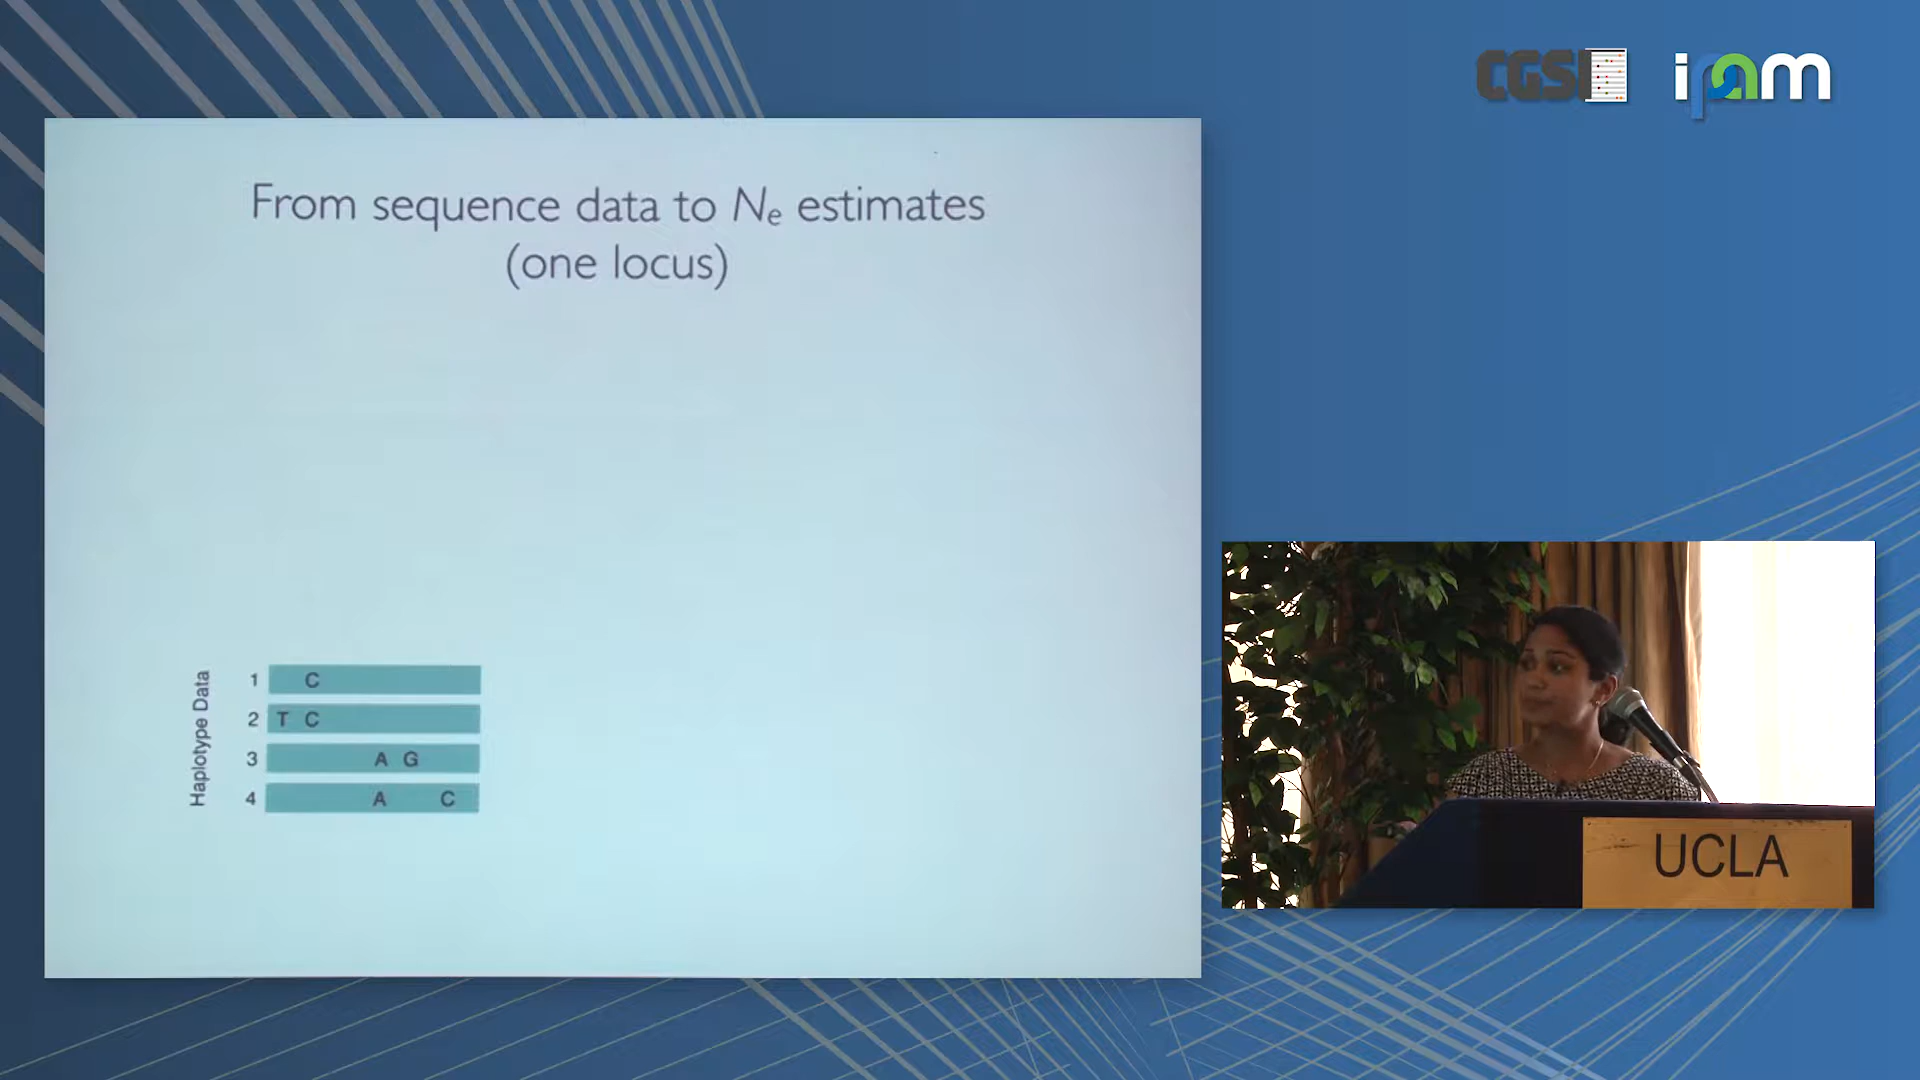 CGSI
ipam
From sequence data to Ne estimates
(one locus)
Haplotype Data
1 C
2 T C
3 A G
4 A C
UCLA